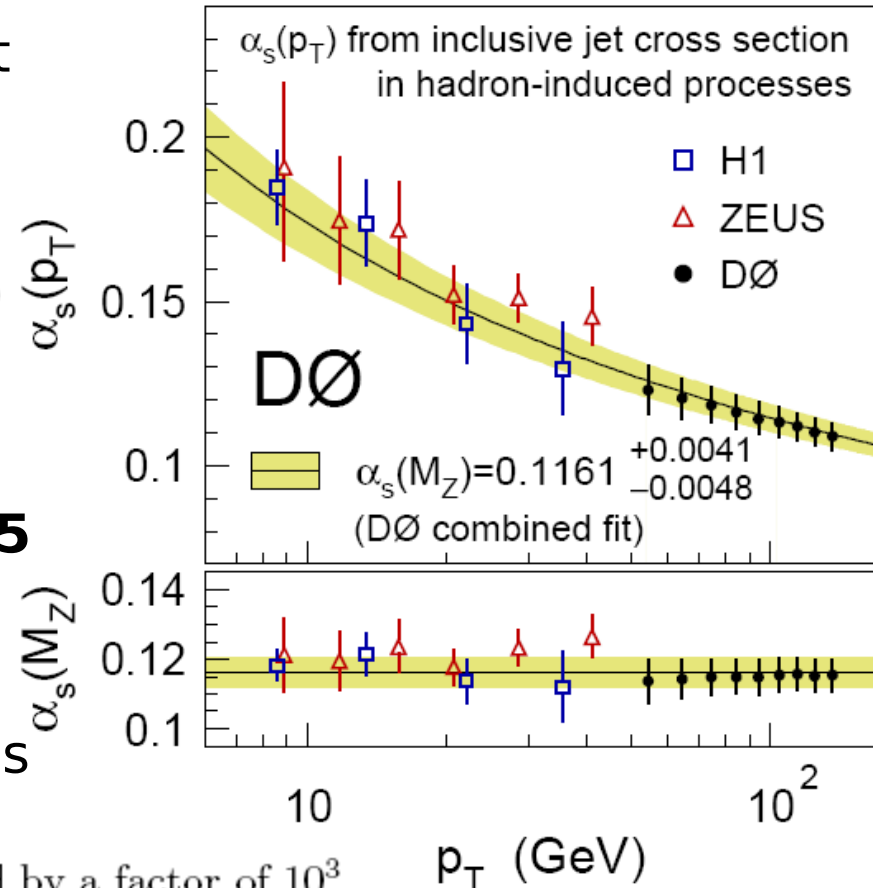 t
αs(pT) from inclusive jet cross section
in hadron-induced processes
H1
ZEUS
DØ
αs(pT)
0.2
0.15
0.1
DØ
αs(MZ)=0.1161 +0.0041
−0.0048
(DØ combined fit)
5
αs(MZ)
0.14
0.12
0.1
s
10
10²
pT (GeV)
l by a factor of 10³